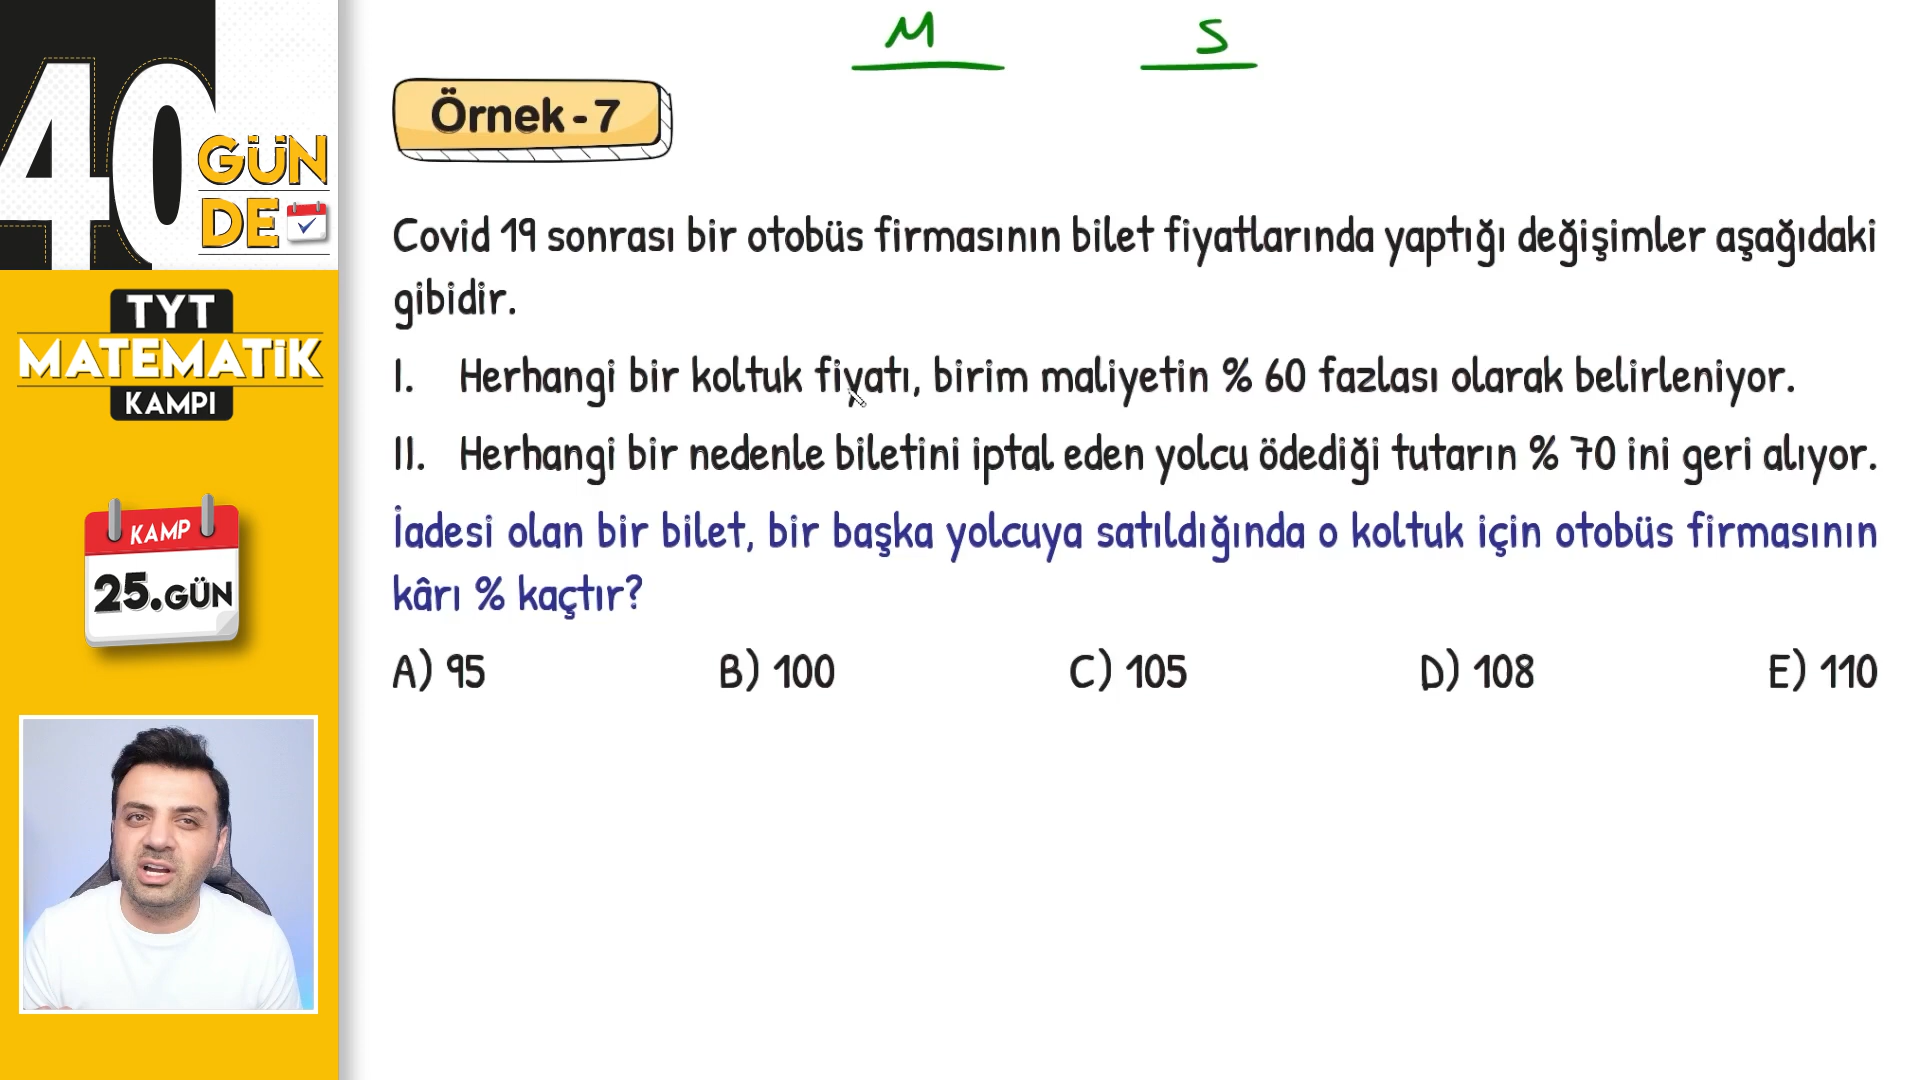 M S
40
GÜN
DE
TYT
MATEMATİK
KAMPI
KAMP
25.GÜN
Örnek - 7
Covid 19 sonrası bir otobüs firmasının bilet fiyatlarında yaptığı değişimler aşağıdaki
gibidir.
I. Herhangi bir koltuk fiyatı, birim maliyetin % 60 fazlası olarak belirleniyor.
II. Herhangi bir nedenle biletini iptal eden yolcu ödediği tutarın % 70 ini geri alıyor.
İadesi olan bir bilet, bir başka yolcuya satıldığında o koltuk için otobüs firmasının
kârı % kaçtır?
A) 95 B) 100 C) 105 D) 108 E) 110